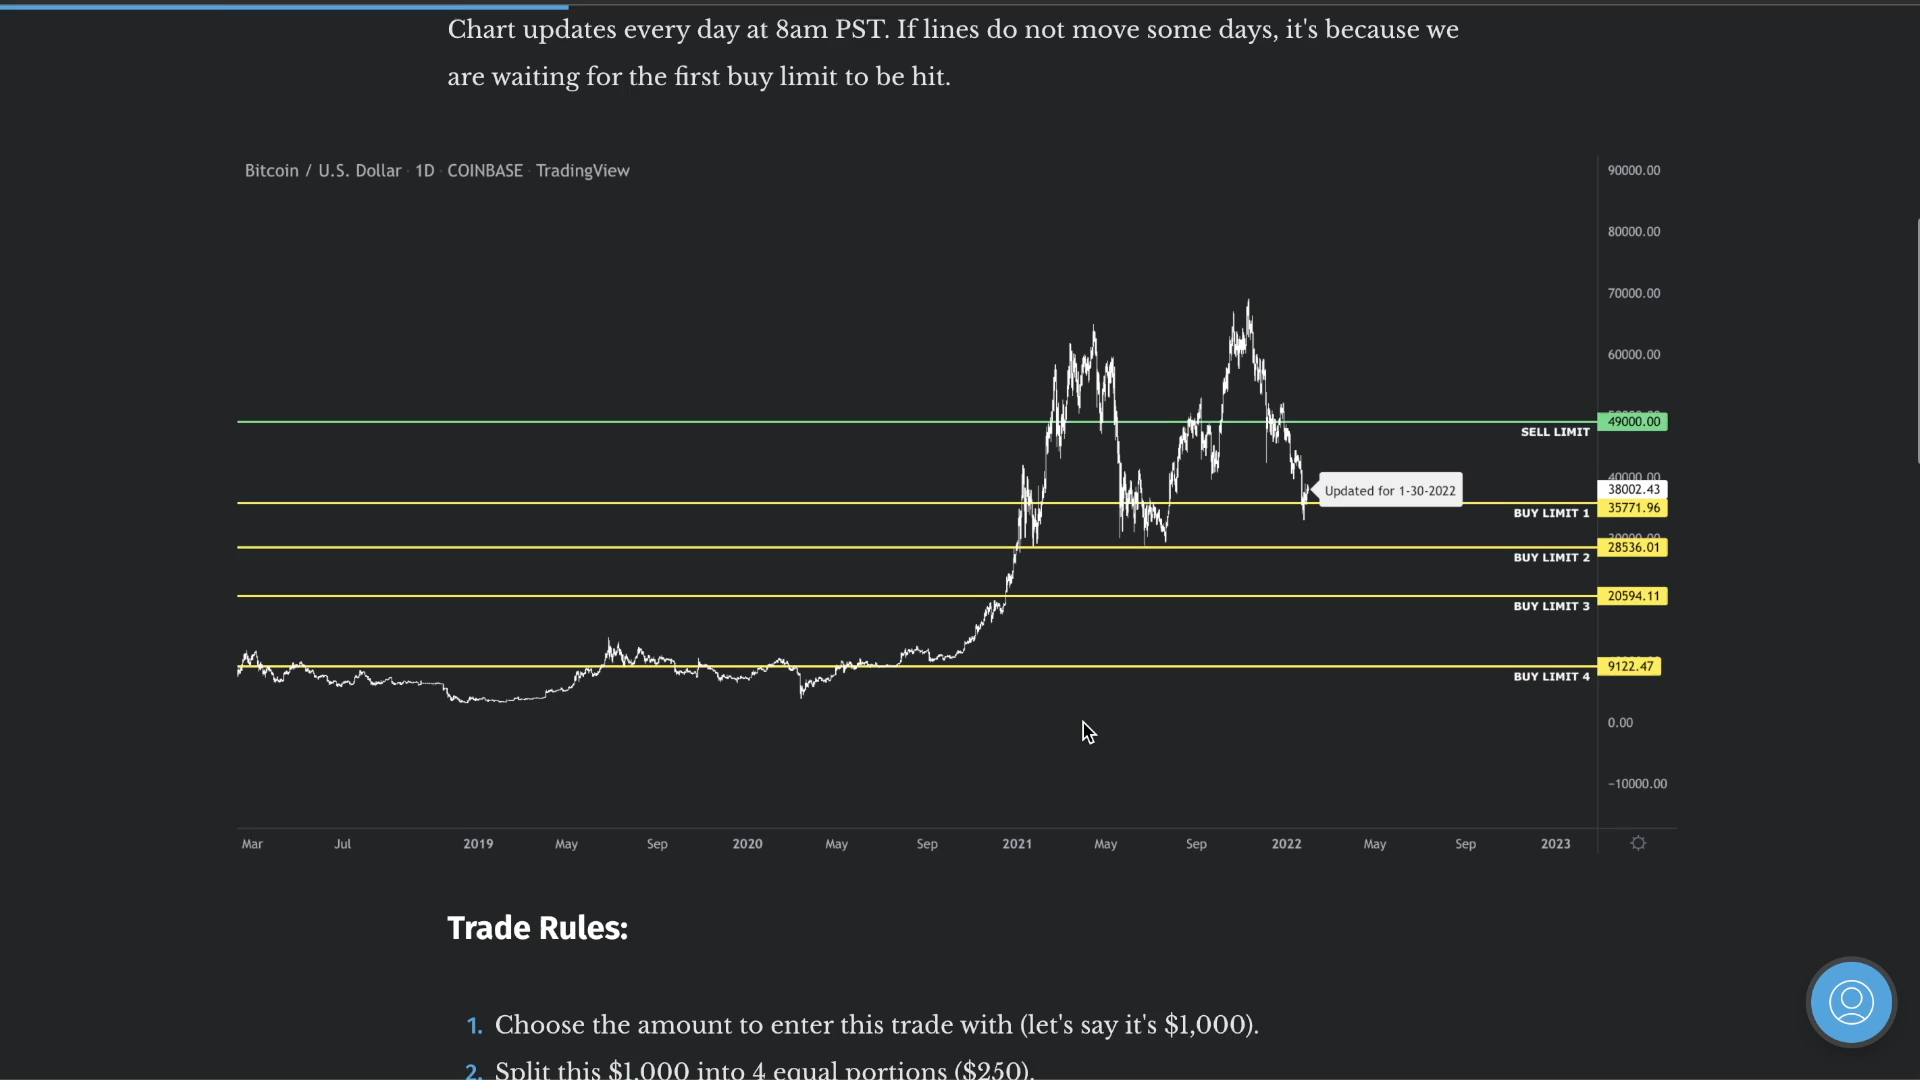 Chart updates every day at 8am PST. If lines do not move some days, it's because we
are waiting for the first buy limit to be hit.
Bitcoin / U.S. Dollar · 1D · COINBASE · TradingView
90000.00
80000.00
70000.00
60000.00
49000.00
SELL LIMIT
40000.00
38002.43
Updated for 1-30-2022
35771.96
BUY LIMIT 1
28536.01
BUY LIMIT 2
20594.11
BUY LIMIT 3
9122.47
BUY LIMIT 4
0.00
−10000.00
Mar Jul 2019 May Sep 2020 May Sep 2021 May Sep 2022 May Sep 2023
Trade Rules:
1. Choose the amount to enter this trade with (let's say it's $1,000).
2. Split this $1,000 into 4 equal portions ($250).